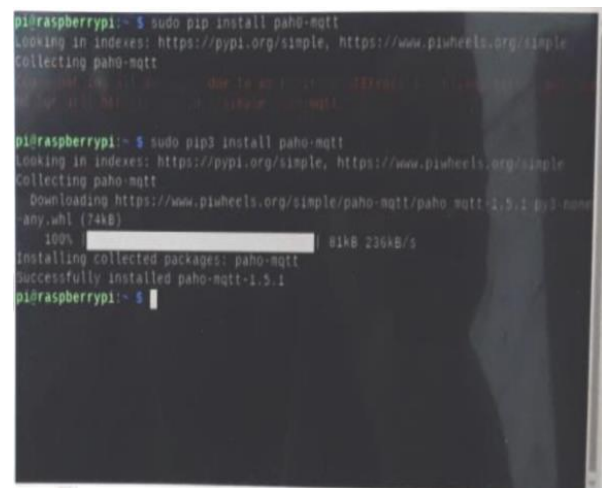 pi@raspberrypi:~ $ sudo pip install pah0-mqtt
Looking in indexes: https://pypi.org/simple, https://www.piwheels.org/simple
Collecting pah0-mqtt
pi@raspberrypi:~ $ sudo pip3 install paho-mqtt
Looking in indexes: https://pypi.org/simple, https://www.piwheels.org/simple
Collecting paho-mqtt
Downloading https://www.piwheels.org/simple/paho-mqtt/paho_mqtt-1.5.1-py3-none
-any.whl (74kB)
100% | | 81kB 236kB/s
Installing collected packages: paho-mqtt
Successfully installed paho-mqtt-1.5.1
pi@raspberrypi:~ $